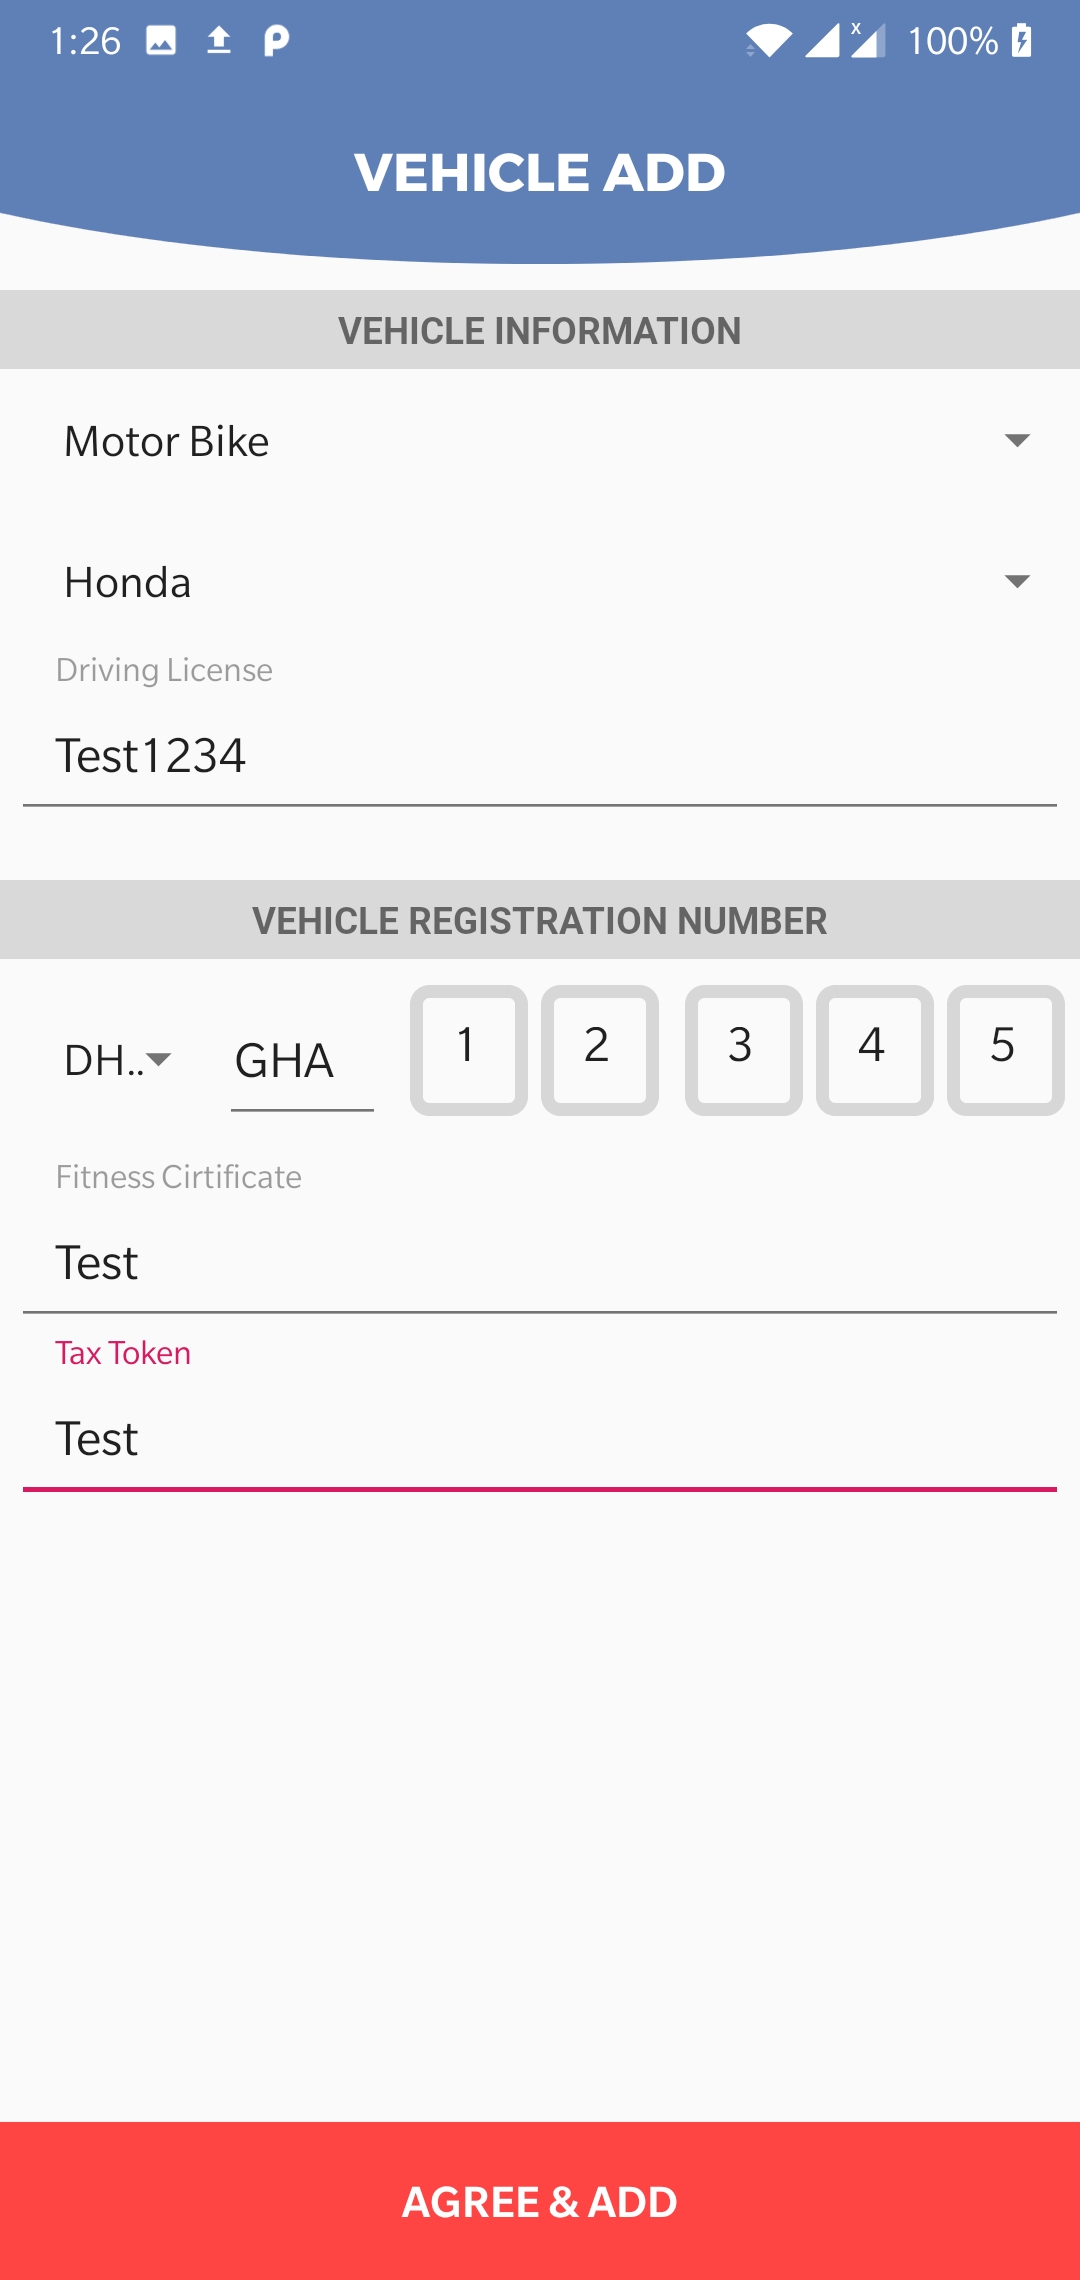 1:26 100%
VEHICLE ADD
VEHICLE INFORMATION
Motor Bike
Honda
Driving License
Test1234
VEHICLE REGISTRATION NUMBER
DH.. GHA 1 2 3 4 5
Fitness Cirtificate
Test
Tax Token
Test
AGREE & ADD